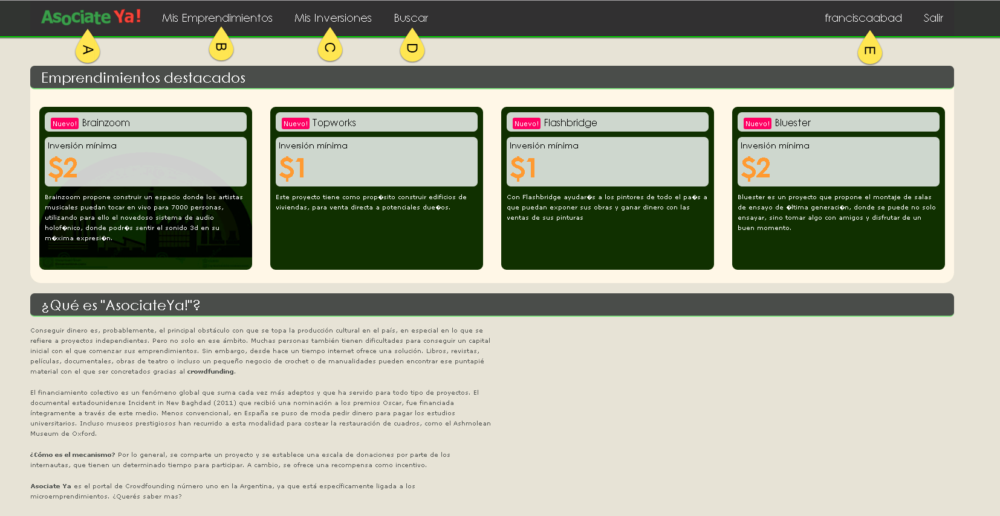 Asociate Ya! Mis Emprendimientos Mis Inversiones Buscar franciscaabad Salir
A B C D E
Emprendimientos destacados
Nuevo! Brainzoom
Inversión mínima
$2
Brainzoom propone construir un espacio donde los artistas
musicales puedan tocar en vivo para 7000 personas,
utilizando para ello el novedoso sistema de audio
holof�nico, donde podr�s sentir el sonido 3d en su
m�xima expresi�n.
Nuevo! Topworks
Inversión mínima
$1
Este proyecto tiene como prop�sito construir edificios de
viviendas, para venta directa a potenciales due�os.
Nuevo! Flashbridge
Inversión mínima
$1
Con Flashbridge ayudar�s a los pintores de todo el pa�s a
que puedan exponer sus obras y ganar dinero con las
ventas de sus pinturas
Nuevo! Bluester
Inversión mínima
$2
Bluester es un proyecto que propone el montaje de salas
de ensayo de �ltima generaci�n, donde se puede no solo
ensayar, sino tomar algo con amigos y disfrutar de un
buen momento.
¿Qué es "AsociateYa!"?
Conseguir dinero es, probablemente, el principal obstáculo con que se topa la producción cultural en el país, en especial en lo que se
refiere a proyectos independientes. Pero no solo en ese ámbito. Muchas personas también tienen dificultades para conseguir un capital
inicial con el que comenzar sus emprendimientos. Sin embargo, desde hace un tiempo internet ofrece una solución. Libros, revistas,
películas, documentales, obras de teatro o incluso un pequeño negocio de crochet o de manualidades pueden encontrar ese puntapié
material con el que ser concretados gracias al crowdfunding.
El financiamiento colectivo es un fenómeno global que suma cada vez más adeptos y que ha servido para todo tipo de proyectos. El
documental estadounidense Incident in New Baghdad (2011) que recibió una nominación a los premios Oscar, fue financiada
íntegramente a través de este medio. Menos convencional, en España se puso de moda pedir dinero para pagar los estudios
universitarios. Incluso museos prestigiosos han recurrido a esta modalidad para costear la restauración de cuadros, como el Ashmolean
Museum de Oxford.
¿Cómo es el mecanismo? Por lo general, se comparte un proyecto y se establece una escala de donaciones por parte de los
internautas, que tienen un determinado tiempo para participar. A cambio, se ofrece una recompensa como incentivo.
Asociate Ya es el portal de Crowdfounding número uno en la Argentina, ya que está específicamente ligada a los
microemprendimientos. ¿Querés saber mas?